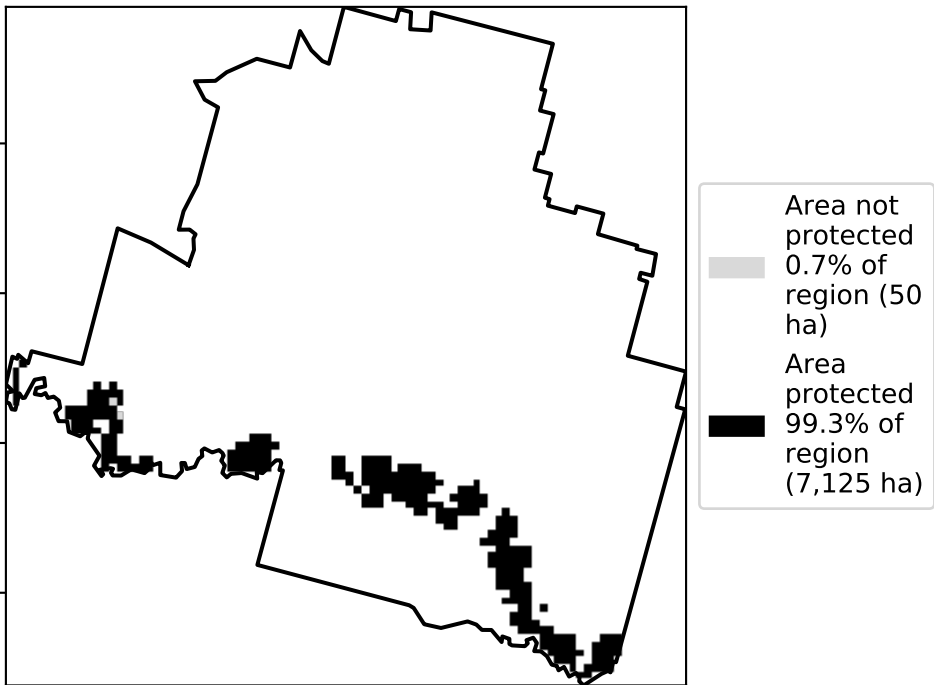 Area not
protected
0.7% of
region (50
ha)
Area
protected
99.3% of
region
(7,125 ha)